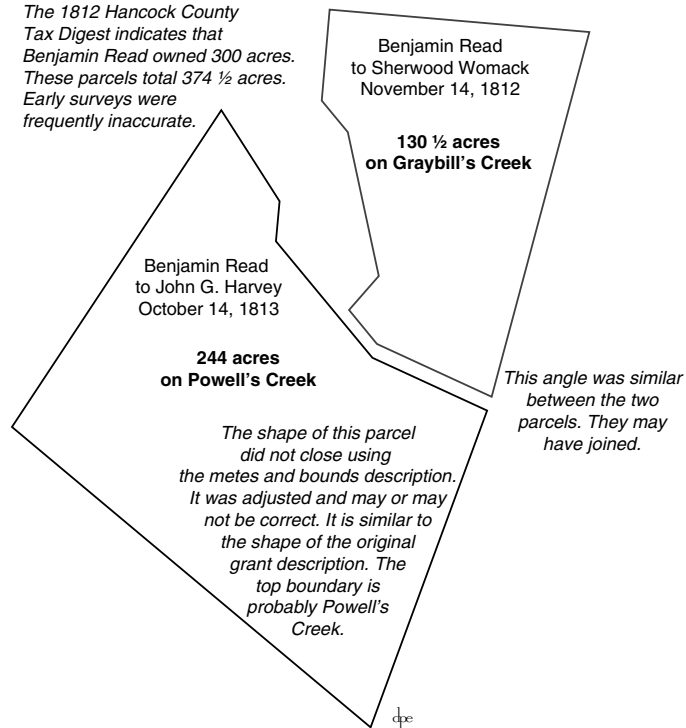 The 1812 Hancock County
Tax Digest indicates that
Benjamin Read owned 300 acres.
These parcels total 374 ½ acres.
Early surveys were
frequently inaccurate.
Benjamin Read
to Sherwood Womack
November 14, 1812
130 ½ acres
on Graybill's Creek
Benjamin Read
to John G. Harvey
October 14, 1813
244 acres
on Powell's Creek
This angle was similar
between the two
parcels. They may
have joined.
The shape of this parcel
did not close using
the metes and bounds description.
It was adjusted and may or may
not be correct. It is similar to
the shape of the original
grant description. The
top boundary is
probably Powell's
Creek.
dpe